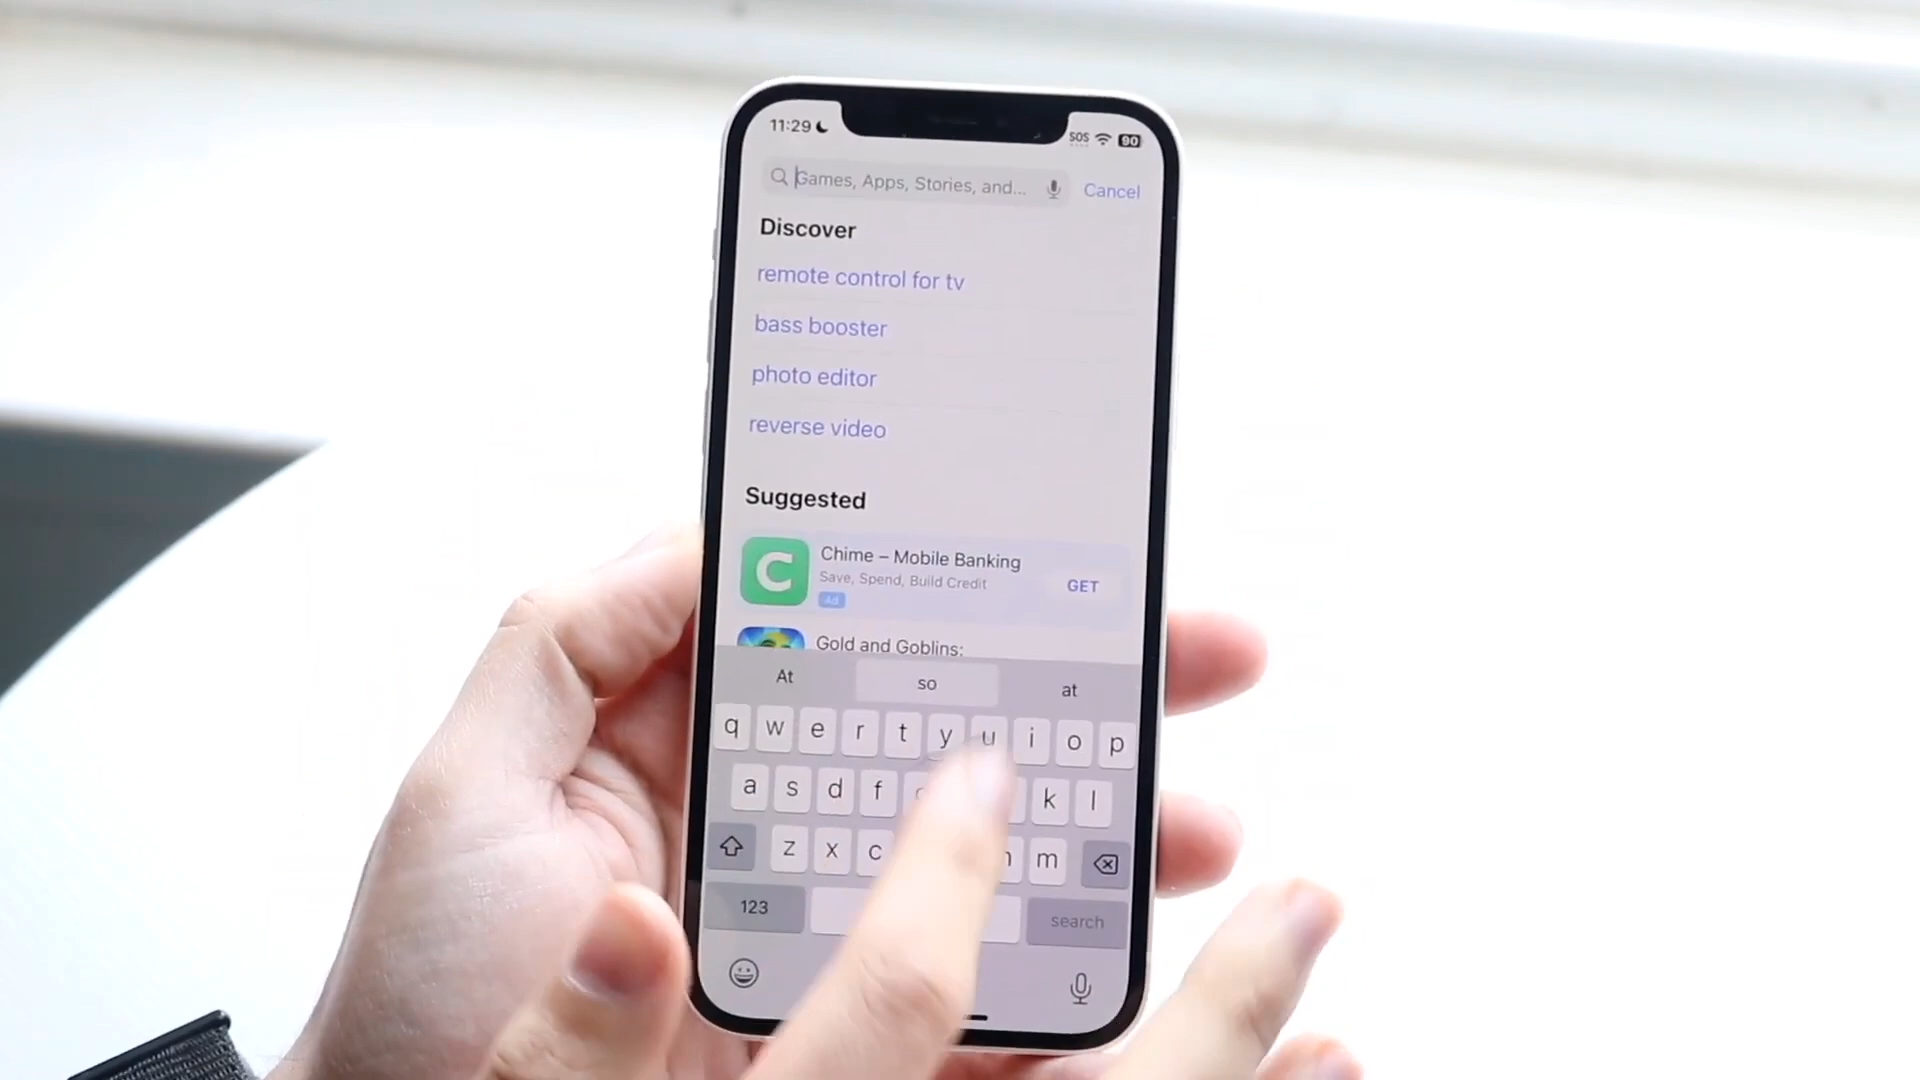 11:29
SOS 90
Games, Apps, Stories, and...
Cancel
Discover
remote control for tv
bass booster
photo editor
reverse video
Suggested
C
Chime – Mobile Banking
Save, Spend, Build Credit
Ad
GET
Gold and Goblins:
At so at
q w e r t y u i o p
a s d f k l
z x c m
123 search